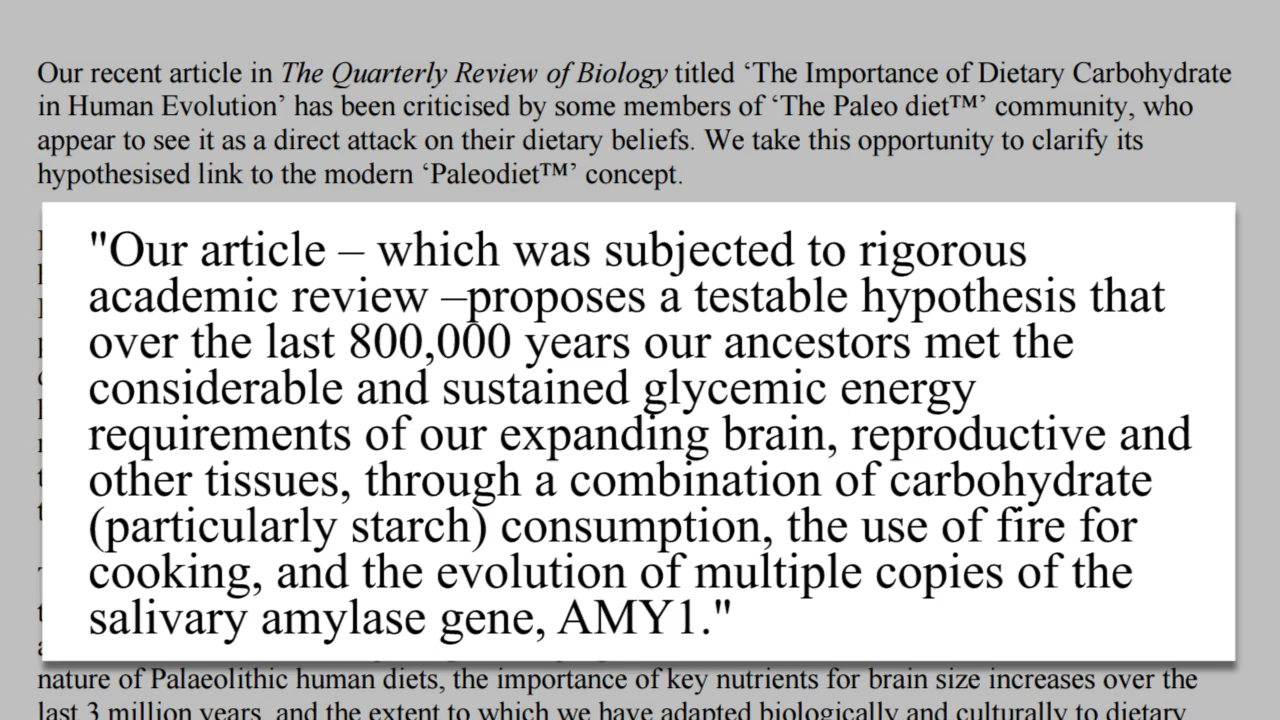 Our recent article in The Quarterly Review of Biology titled ‘The Importance of Dietary Carbohydrate
in Human Evolution’ has been criticised by some members of ‘The Paleo diet™’ community, who
appear to see it as a direct attack on their dietary beliefs. We take this opportunity to clarify its
hypothesised link to the modern ‘Paleodiet™’ concept.
"Our article – which was subjected to rigorous
academic review –proposes a testable hypothesis that
over the last 800,000 years our ancestors met the
considerable and sustained glycemic energy
requirements of our expanding brain, reproductive and
other tissues, through a combination of carbohydrate
(particularly starch) consumption, the use of fire for
cooking, and the evolution of multiple copies of the
salivary amylase gene, AMY1."
nature of Palaeolithic human diets, the importance of key nutrients for brain size increases over the
last 3 million years, and the extent to which we have adapted biologically and culturally to dietary